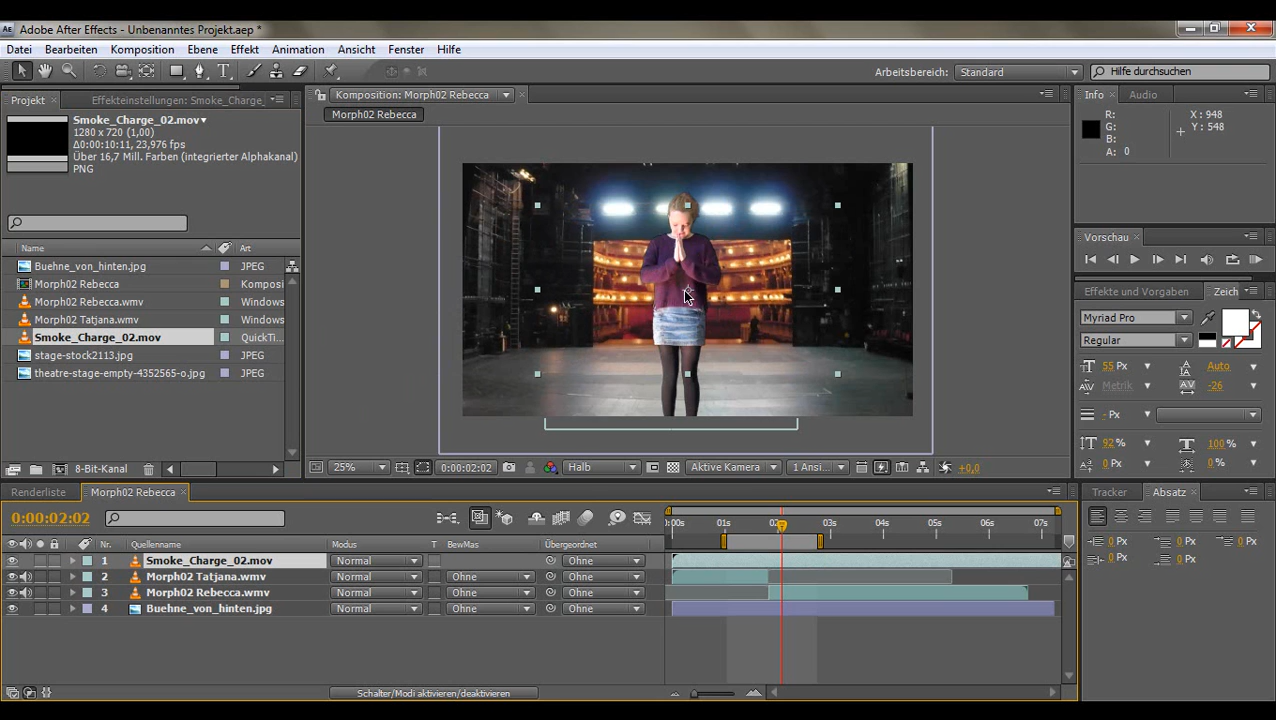 Adobe After Effects - Unbenanntes Projekt.aep *
Datei Bearbeiten Komposition Ebene Effekt Animation Ansicht Fenster Hilfe
Arbeitsbereich: Standard Hilfe durchsuchen
Projekt Effekteinstellungen: Smoke_Charge_
Smoke_Charge_02.mov
1280 x 720 (1,00)
Δ0:00:10:11, 23,976 fps
Über 16,7 Mill. Farben (integrierter Alphakanal)
PNG
Name Art
Buehne_von_hinten.jpg JPEG
Morph02 Rebecca Komposi
Morph02 Rebecca.wmv Windows
Morph02 Tatjana.wmv Windows
Smoke_Charge_02.mov QuickTi...
stage-stock2113.jpg JPEG
theatre-stage-empty-4352565-o.jpg JPEG
8-Bit-Kanal
Komposition: Morph02 Rebecca
Morph02 Rebecca
25% 0:00:02:02 Halb Aktive Kamera 1 Ansi... +0,0
Info Audio
R: X : 948
G: Y : 548
B:
A: 0
Vorschau
Effekte und Vorgaben Zeich
Myriad Pro
Regular
55 Px Auto
Metrik -26
- Px
92 % 100 %
0 Px 0 %
Renderliste Morph02 Rebecca
0:00:02:02
:00s 01s 02 03s 04s 05s 06s 07s
Nr. Quellenname Modus T BewMas Übergeordnet
1 Smoke_Charge_02.mov Normal Ohne
2 Morph02 Tatjana.wmv Normal Ohne Ohne
3 Morph02 Rebecca.wmv Normal Ohne Ohne
4 Buehne_von_hinten.jpg Normal Ohne Ohne
Schalter/Modi aktivieren/deaktivieren
Tracker Absatz
0 Px 0 Px 0 Px
0 Px 0 Px